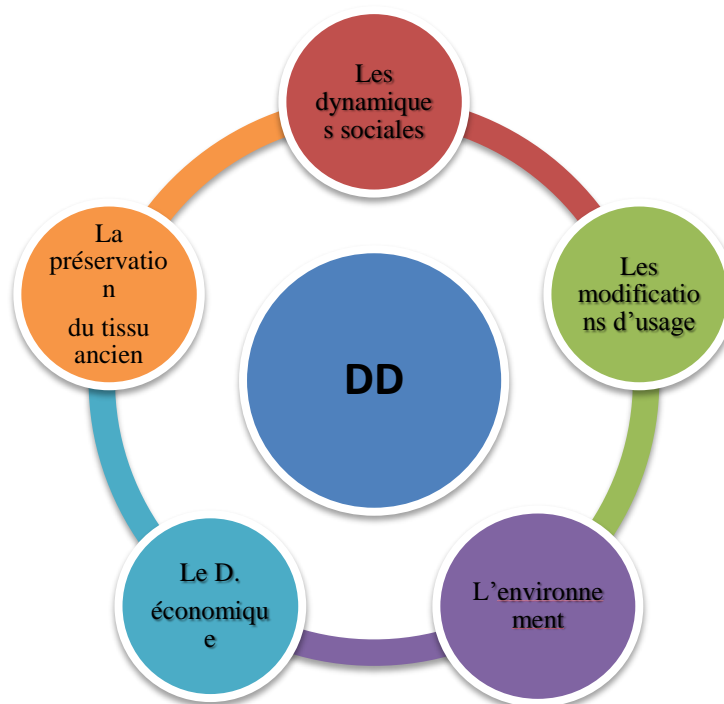 Les
dynamique
s sociales
La
préservatio
n
du tissu
ancien
Les
modificatio
ns d’usage
DD
Le D.
économiqu
e
L’environne
ment